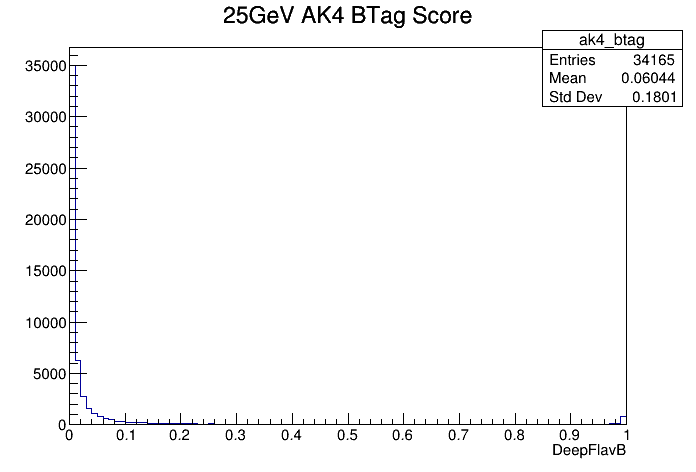 25GeV AK4 BTag Score
ak4_btag
Entries 34165
Mean 0.06044
Std Dev 0.1801
35000
30000
25000
20000
15000
10000
5000
0
0 0.1 0.2 0.3 0.4 0.5 0.6 0.7 0.8 0.9 1
DeepFlavB